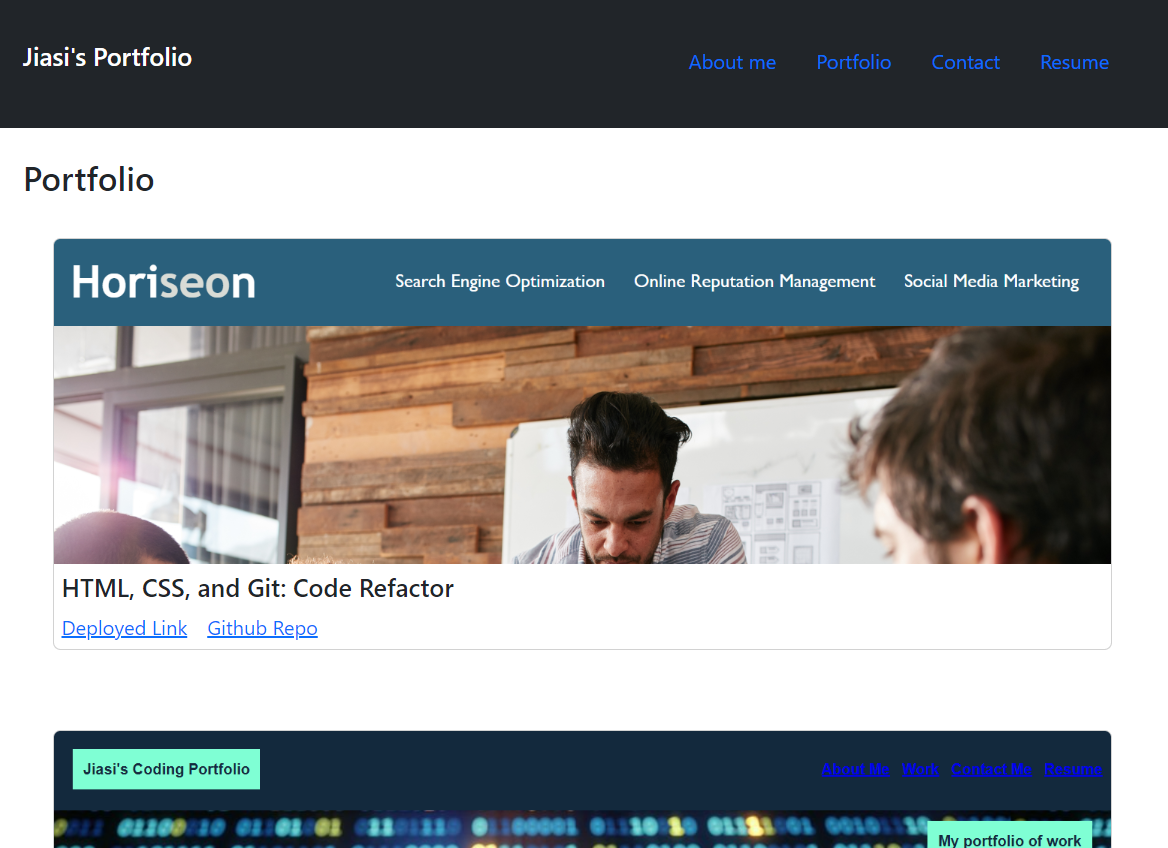 Jiasi's Portfolio
About me Portfolio Contact Resume
Portfolio
Horiseon Search Engine Optimization Online Reputation Management Social Media Marketing
HTML, CSS, and Git: Code Refactor
Deployed Link Github Repo
Jiasi's Coding Portfolio About Me Work Contact Me Resume
My portfolio of work